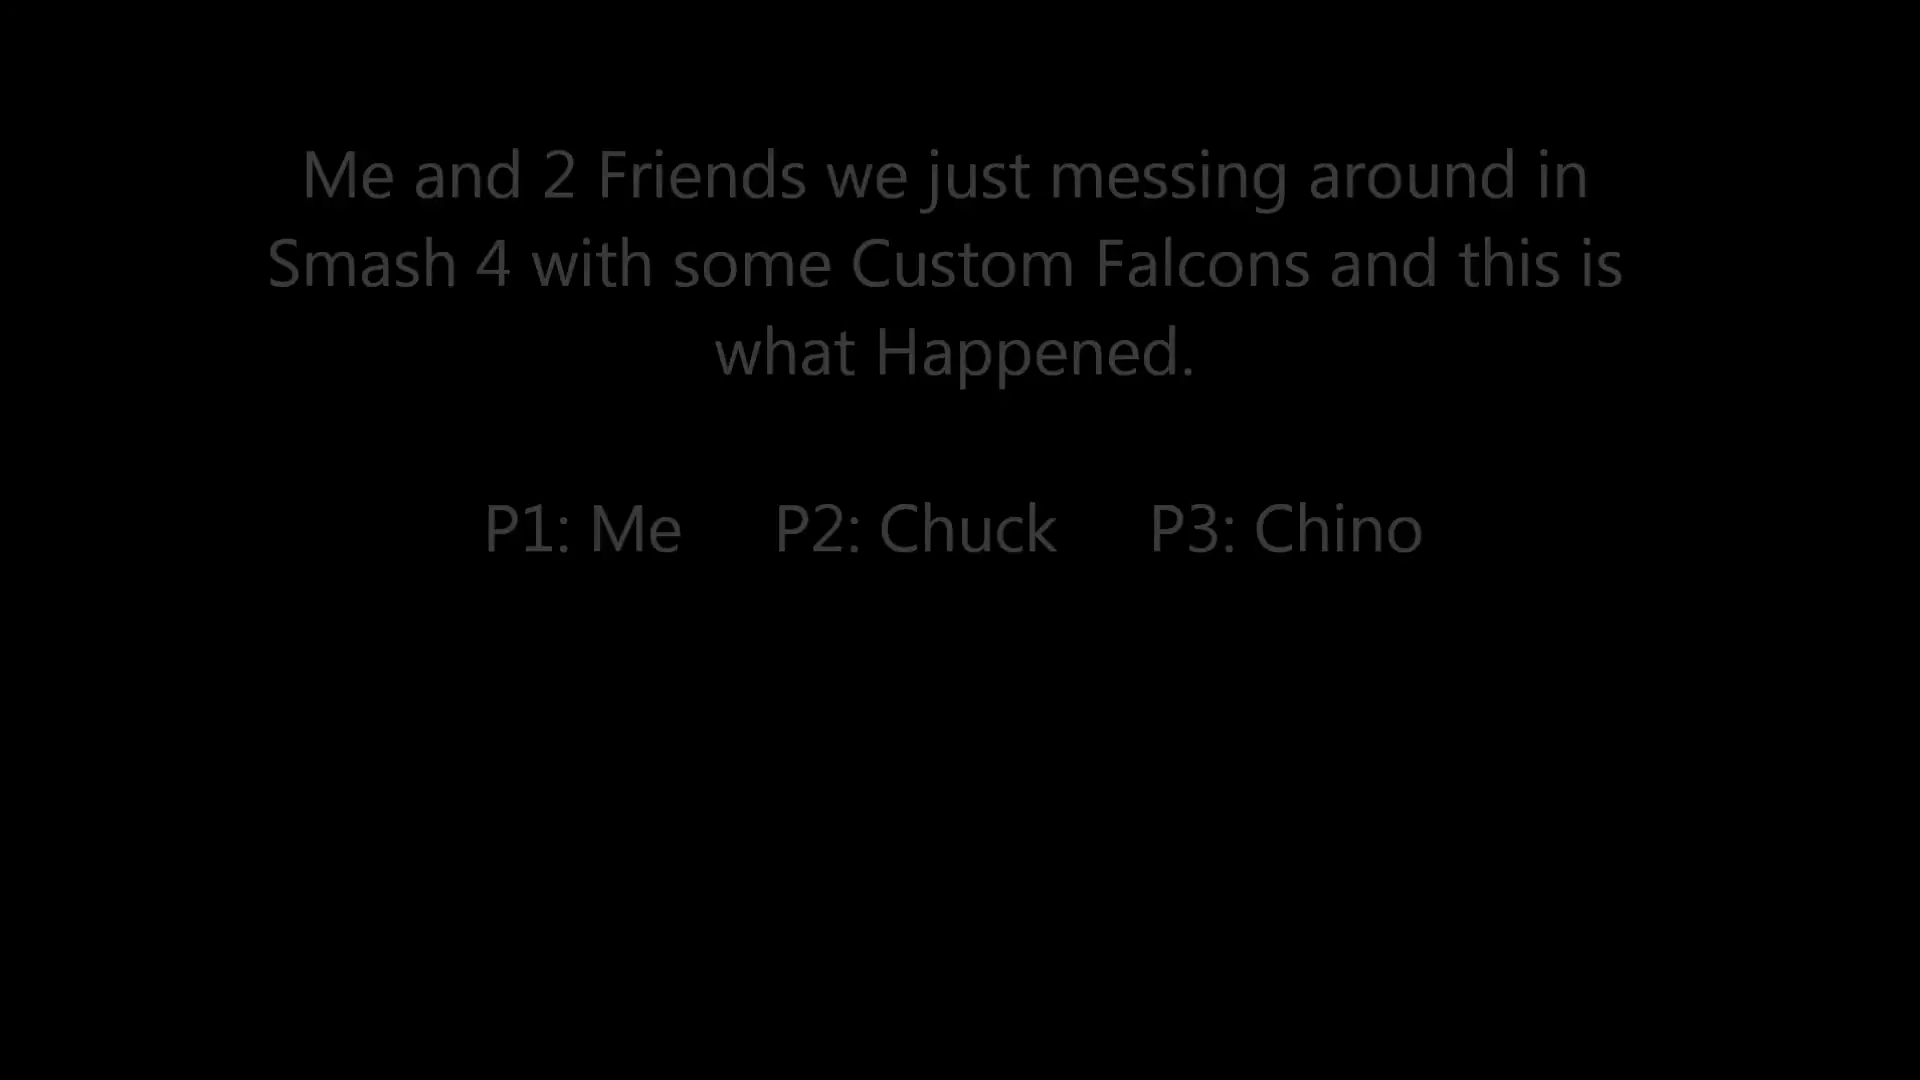 Me and 2 Friends we just messing around in
Smash 4 with some Custom Falcons and this is
what Happened.
P1: Me P2: Chuck P3: Chino